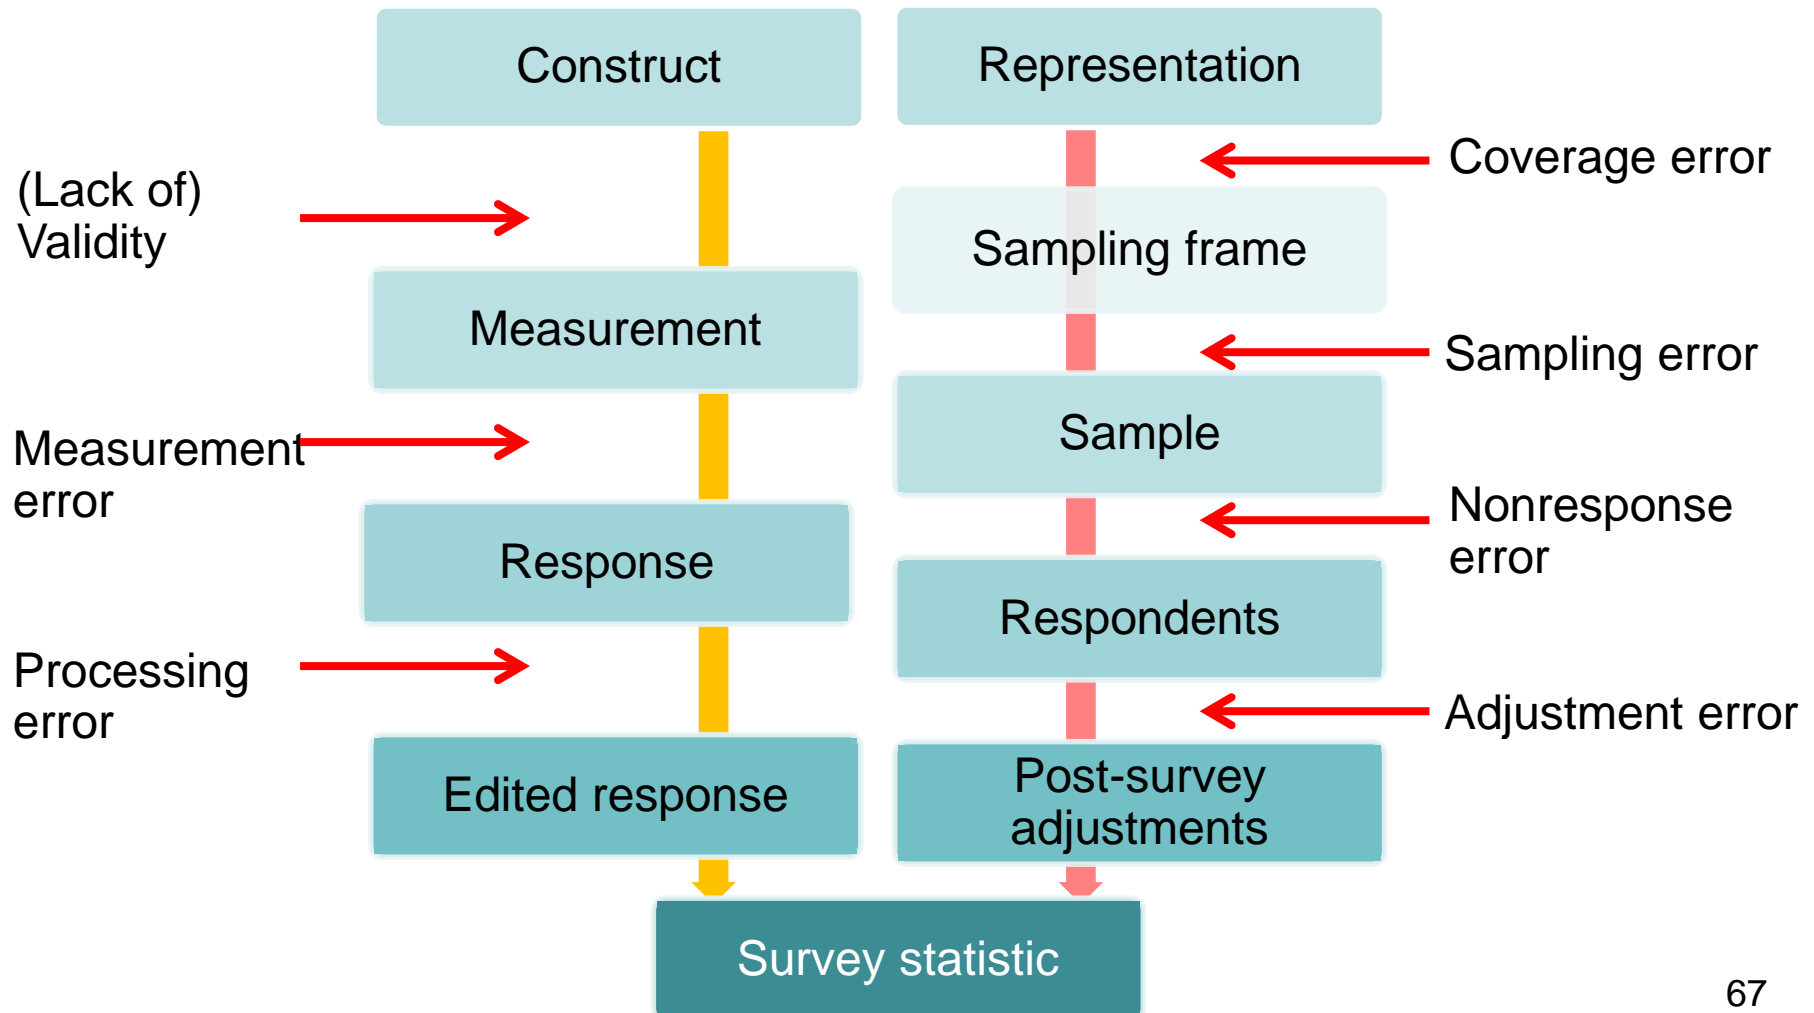 Construct
Representation
(Lack of)
Validity
Coverage error
Sampling frame
Measurement
Sampling error
Sample
Measurement
error
Nonresponse
error
Response
Respondents
Processing
error
Adjustment error
Edited response
Post-survey
adjustments
Survey statistic
67